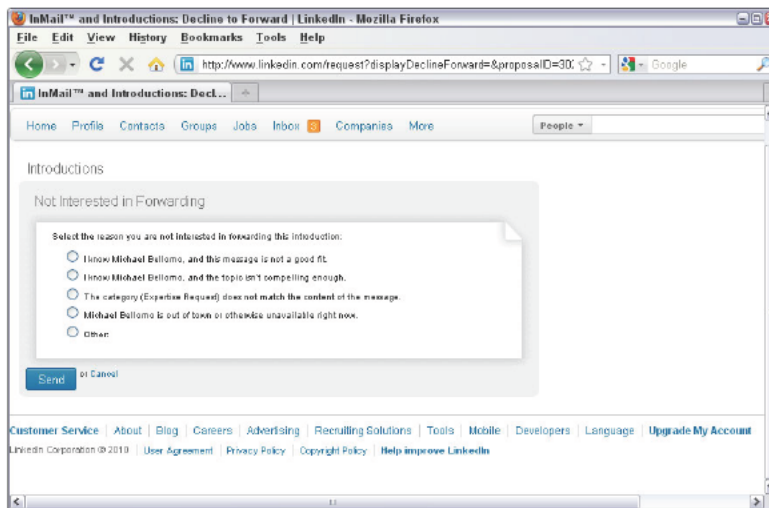 InMail™ and Introductions: Decline to Forward | LinkedIn - Mozilla Firefox
File Edit View History Bookmarks Tools Help
http://www.linkedin.com/request?displayDeclineForward=&proposalID=30
Google
InMail™ and Introductions: Decl...
Home Profile Contacts Groups Jobs Inbox 3 Companies More People
Introductions
Not Interested in Forwarding
Select the reason you are not interested in forwarding this introduction:
I know Michael Bellomo, and this message is not a good fit.
I know Michael Bellomo, and the topic isn't compelling enough.
The category (Expertise Request) does not match the content of the message.
Michael Bellomo is out of town or otherwise unavailable right now.
Other:
Send or Cancel
Customer Service | About | Blog | Careers | Advertising | Recruiting Solutions | Tools | Mobile | Developers | Language | Upgrade My Account
LinkedIn Corporation © 2010 | User Agreement | Privacy Policy | Copyright Policy | Help improve LinkedIn